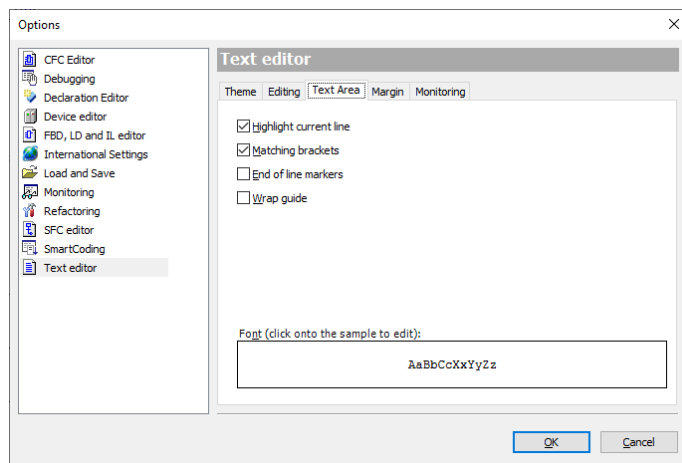 Options
CFC Editor
Debugging
Declaration Editor
Device editor
FBD, LD and IL editor
International Settings
Load and Save
Monitoring
Refactoring
SFC editor
SmartCoding
Text editor
Text editor
Theme Editing Text Area Margin Monitoring
Highlight current line
Matching brackets
End of line markers
Wrap guide
Font (click onto the sample to edit):
AaBbCcXxYyZz
OK Cancel